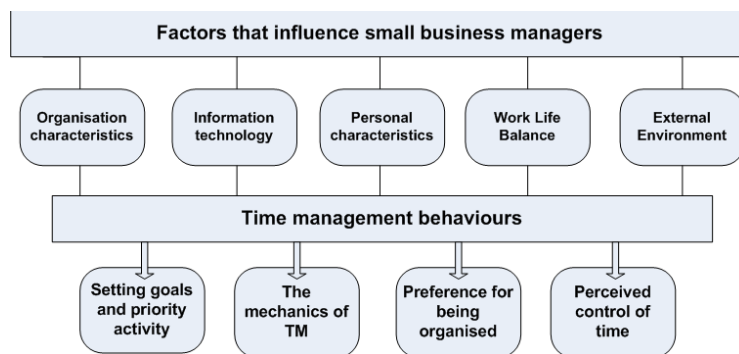 Factors that influence small business managers
Organisation
characteristics
Information
technology
Personal
characteristics
Work Life
Balance
External
Environment
Time management behaviours
Setting goals
and priority
activity
The
mechanics of
TM
Preference for
being
organised
Perceived
control of
time